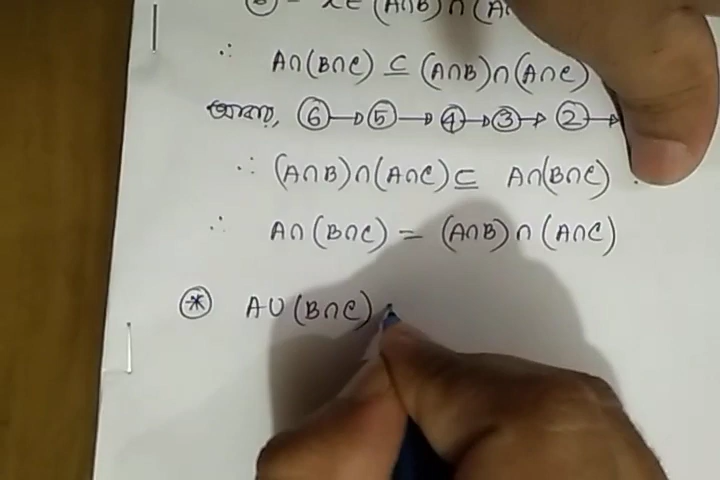 x ∈ (A∩B) ∩ (A
∴ A∩(B∩C) ⊆ (A∩B)∩(A∩C)
আবার, ⑥→⑤→④→③→②→
∴ (A∩B)∩(A∩C) ⊆ A∩(B∩C)
∴ A∩(B∩C) = (A∩B)∩(A∩C)
⊛ A∪(B∩C)